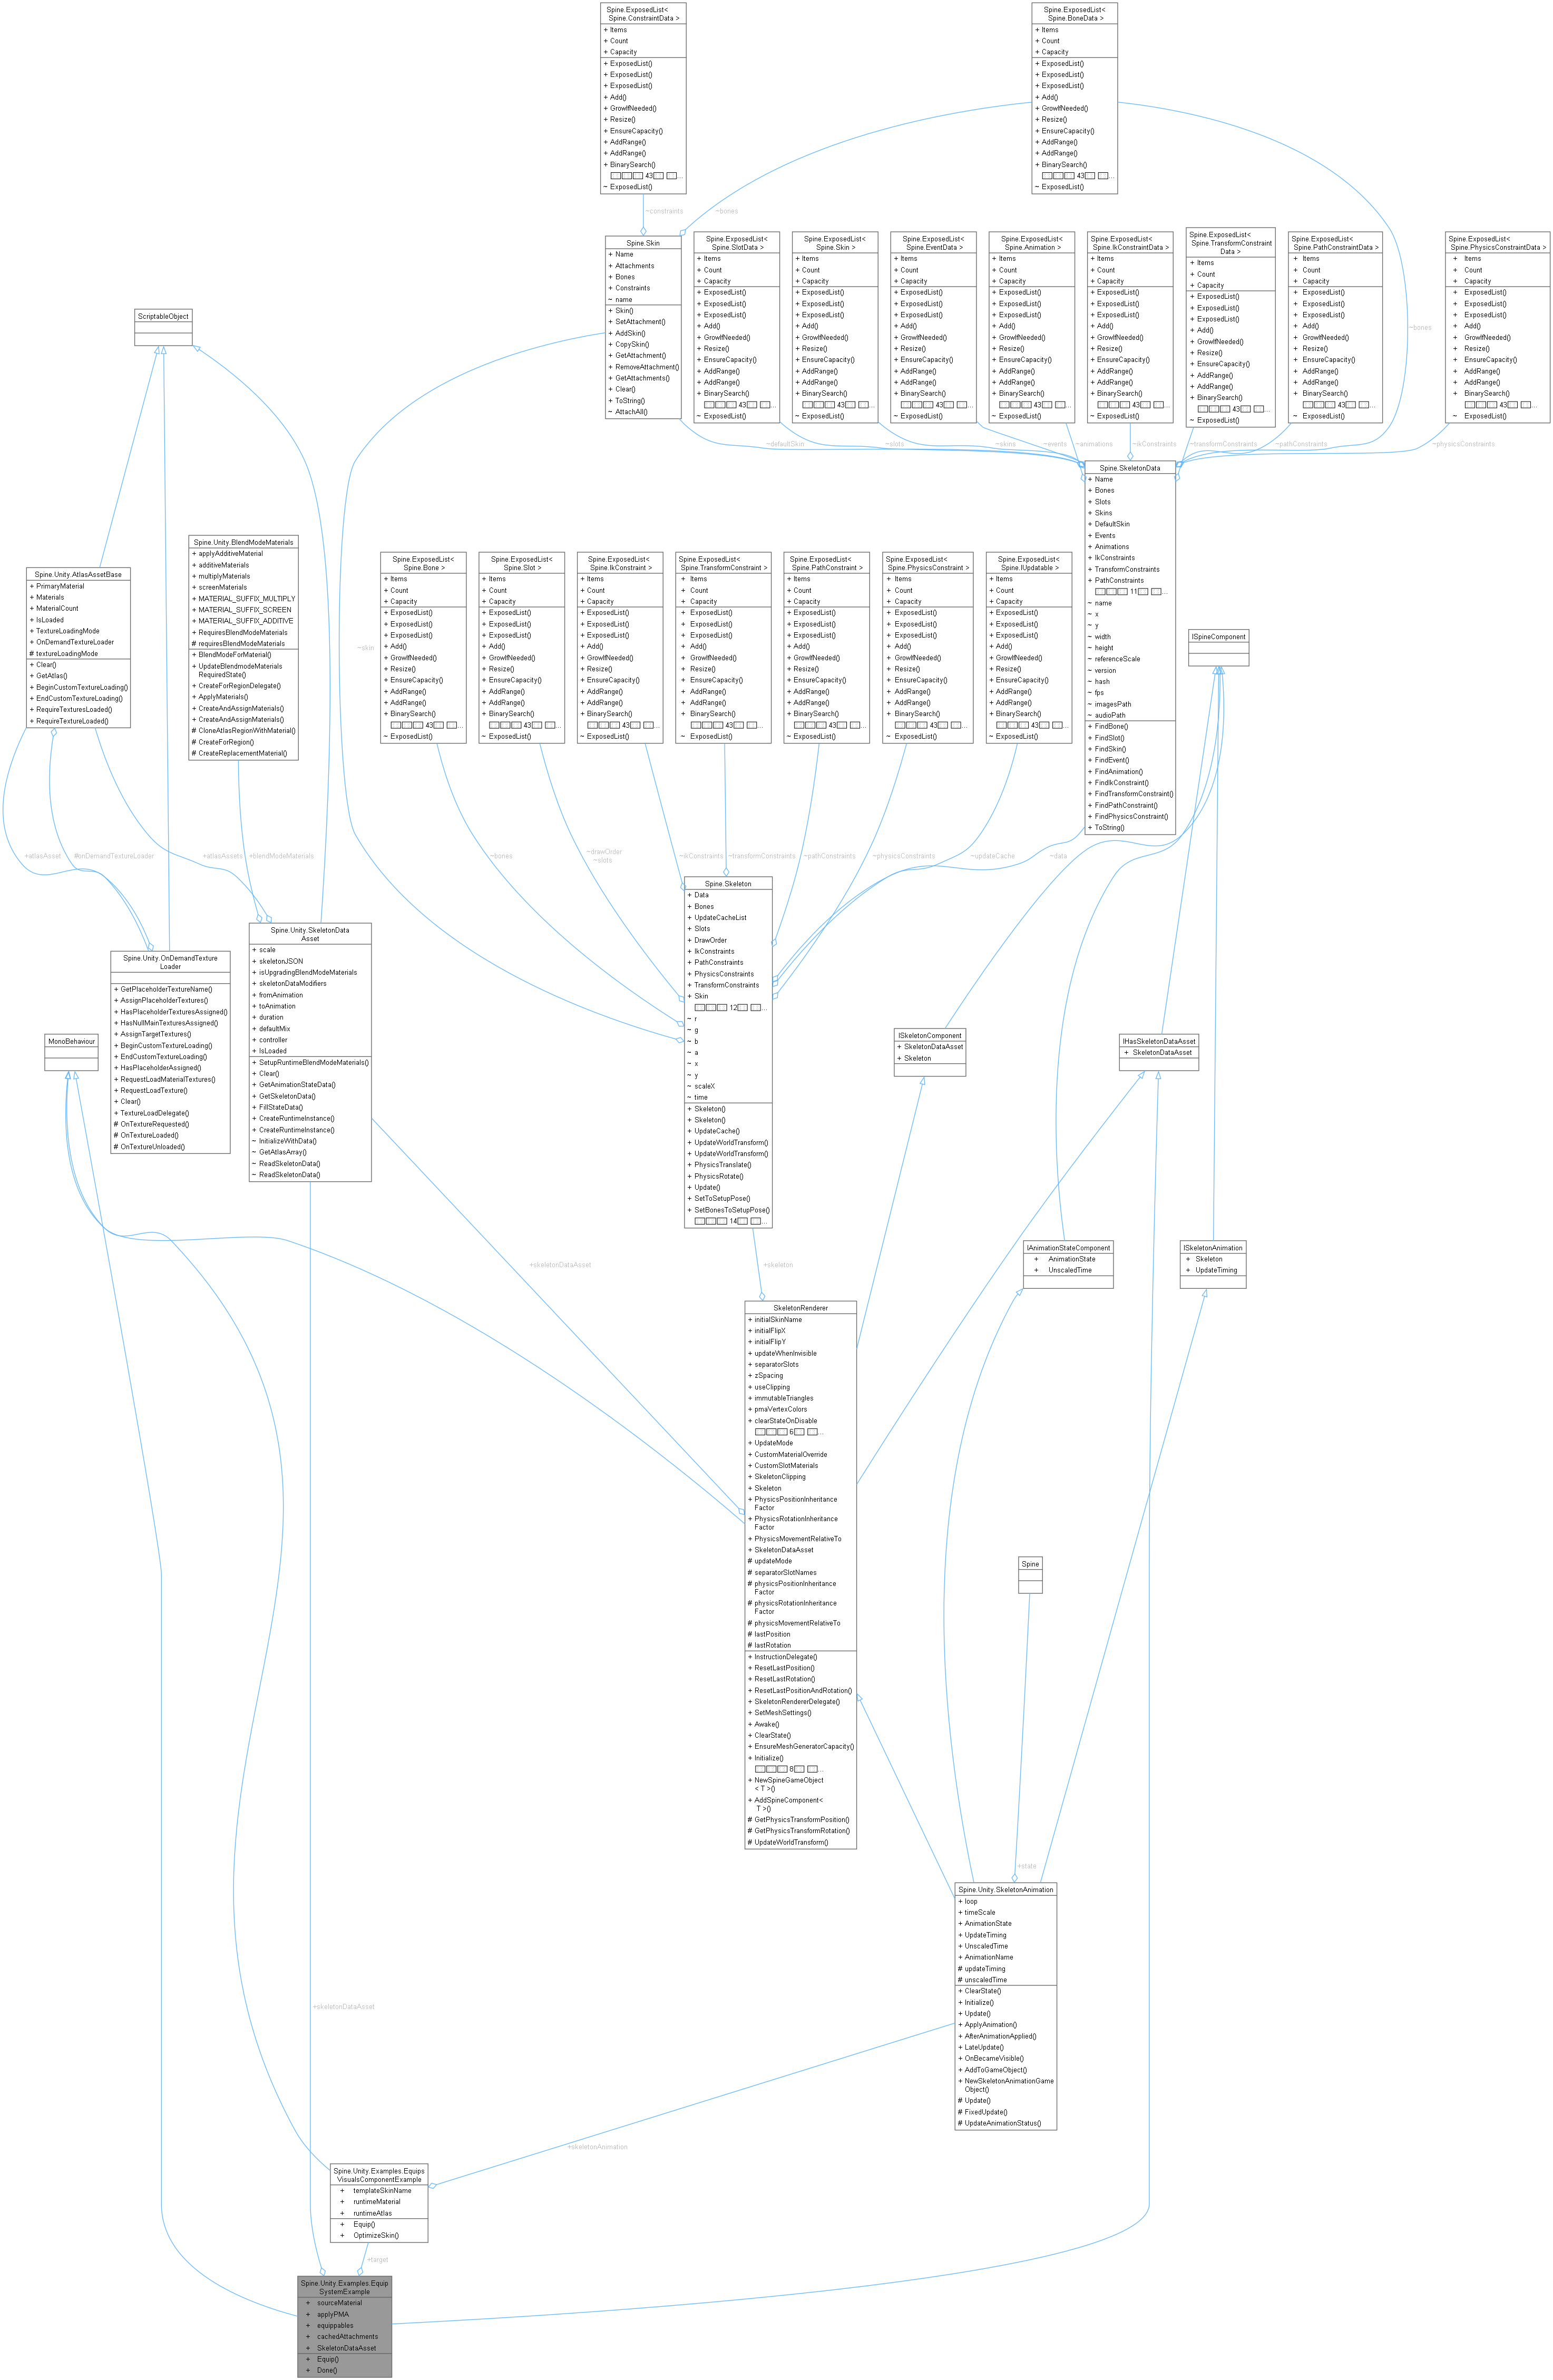 Spine.ExposedList<
Spine.ConstraintData >
+ Items
+ Count
+ Capacity
+ ExposedList()
+ ExposedList()
+ ExposedList()
+ Add()
+ GrowIfNeeded()
+ Resize()
+ EnsureCapacity()
+ AddRange()
+ AddRange()
+ BinarySearch()
□□□ 43□ □...
~ ExposedList()
Spine.ExposedList<
Spine.BoneData >
+ Items
+ Count
+ Capacity
+ ExposedList()
+ ExposedList()
+ ExposedList()
+ Add()
+ GrowIfNeeded()
+ Resize()
+ EnsureCapacity()
+ AddRange()
+ AddRange()
+ BinarySearch()
□□□ 43□ □...
~ ExposedList()
~constraints
~bones
Spine.Skin
+ Name
+ Attachments
+ Bones
+ Constraints
~ name
+ Skin()
+ SetAttachment()
+ AddSkin()
+ CopySkin()
+ GetAttachment()
+ RemoveAttachment()
+ GetAttachments()
+ Clear()
+ ToString()
~ AttachAll()
Spine.ExposedList<
Spine.SlotData >
+ Items
+ Count
+ Capacity
+ ExposedList()
+ ExposedList()
+ ExposedList()
+ Add()
+ GrowIfNeeded()
+ Resize()
+ EnsureCapacity()
+ AddRange()
+ AddRange()
+ BinarySearch()
□□□ 43□ □...
~ ExposedList()
Spine.ExposedList<
Spine.Skin >
+ Items
+ Count
+ Capacity
+ ExposedList()
+ ExposedList()
+ ExposedList()
+ Add()
+ GrowIfNeeded()
+ Resize()
+ EnsureCapacity()
+ AddRange()
+ AddRange()
+ BinarySearch()
□□□ 43□ □...
~ ExposedList()
Spine.ExposedList<
Spine.EventData >
+ Items
+ Count
+ Capacity
+ ExposedList()
+ ExposedList()
+ ExposedList()
+ Add()
+ GrowIfNeeded()
+ Resize()
+ EnsureCapacity()
+ AddRange()
+ AddRange()
+ BinarySearch()
□□□ 43□ □...
~ ExposedList()
Spine.ExposedList<
Spine.Animation >
+ Items
+ Count
+ Capacity
+ ExposedList()
+ ExposedList()
+ ExposedList()
+ Add()
+ GrowIfNeeded()
+ Resize()
+ EnsureCapacity()
+ AddRange()
+ AddRange()
+ BinarySearch()
□□□ 43□ □...
~ ExposedList()
Spine.ExposedList<
Spine.IkConstraintData >
+ Items
+ Count
+ Capacity
+ ExposedList()
+ ExposedList()
+ ExposedList()
+ Add()
+ GrowIfNeeded()
+ Resize()
+ EnsureCapacity()
+ AddRange()
+ AddRange()
+ BinarySearch()
□□□ 43□ □...
~ ExposedList()
Spine.ExposedList<
Spine.TransformConstraint
Data >
+ Items
+ Count
+ Capacity
+ ExposedList()
+ ExposedList()
+ ExposedList()
+ Add()
+ GrowIfNeeded()
+ Resize()
+ EnsureCapacity()
+ AddRange()
+ AddRange()
+ BinarySearch()
□□□ 43□ □...
~ ExposedList()
Spine.ExposedList<
Spine.PathConstraintData >
+ Items
+ Count
+ Capacity
+ ExposedList()
+ ExposedList()
+ ExposedList()
+ Add()
+ GrowIfNeeded()
+ Resize()
+ EnsureCapacity()
+ AddRange()
+ AddRange()
+ BinarySearch()
□□□ 43□ □...
~ ExposedList()
Spine.ExposedList<
Spine.PhysicsConstraintData >
+ Items
+ Count
+ Capacity
+ ExposedList()
+ ExposedList()
+ ExposedList()
+ Add()
+ GrowIfNeeded()
+ Resize()
+ EnsureCapacity()
+ AddRange()
+ AddRange()
+ BinarySearch()
□□□ 43□ □...
~ ExposedList()
~bones
ScriptableObject
~defaultSkin
~slots
~skins
~events
~animations
~ikConstraints
~transformConstraints
~pathConstraints
~physicsConstraints
Spine.SkeletonData
+ Name
+ Bones
+ Slots
+ Skins
+ DefaultSkin
+ Events
+ Animations
+ IkConstraints
+ TransformConstraints
+ PathConstraints
□□□ 11□ □...
~ name
~ x
~ y
~ width
~ height
~ referenceScale
~ version
~ hash
~ fps
~ imagesPath
~ audioPath
+ FindBone()
+ FindSlot()
+ FindSkin()
+ FindEvent()
+ FindAnimation()
+ FindIkConstraint()
+ FindTransformConstraint()
+ FindPathConstraint()
+ FindPhysicsConstraint()
+ ToString()
Spine.Unity.AtlasAssetBase
+ PrimaryMaterial
+ Materials
+ MaterialCount
+ IsLoaded
+ TextureLoadingMode
+ OnDemandTextureLoader
# textureLoadingMode
+ Clear()
+ GetAtlas()
+ BeginCustomTextureLoading()
+ EndCustomTextureLoading()
+ RequireTexturesLoaded()
+ RequireTextureLoaded()
Spine.Unity.BlendModeMaterials
+ applyAdditiveMaterial
+ additiveMaterials
+ multiplyMaterials
+ screenMaterials
+ MATERIAL_SUFFIX_MULTIPLY
+ MATERIAL_SUFFIX_SCREEN
+ MATERIAL_SUFFIX_ADDITIVE
+ RequiresBlendModeMaterials
# requiresBlendModeMaterials
+ BlendModeForMaterial()
+ UpdateBlendmodeMaterials
RequiredState()
+ CreateForRegionDelegate()
+ ApplyMaterials()
+ CreateAndAssignMaterials()
+ CreateAndAssignMaterials()
# CloneAtlasRegionWithMaterial()
# CreateForRegion()
# CreateReplacementMaterial()
~skin
Spine.ExposedList<
Spine.Bone >
+ Items
+ Count
+ Capacity
+ ExposedList()
+ ExposedList()
+ ExposedList()
+ Add()
+ GrowIfNeeded()
+ Resize()
+ EnsureCapacity()
+ AddRange()
+ AddRange()
+ BinarySearch()
□□□ 43□ □...
~ ExposedList()
Spine.ExposedList<
Spine.Slot >
+ Items
+ Count
+ Capacity
+ ExposedList()
+ ExposedList()
+ ExposedList()
+ Add()
+ GrowIfNeeded()
+ Resize()
+ EnsureCapacity()
+ AddRange()
+ AddRange()
+ BinarySearch()
□□□ 43□ □...
~ ExposedList()
Spine.ExposedList<
Spine.IkConstraint >
+ Items
+ Count
+ Capacity
+ ExposedList()
+ ExposedList()
+ ExposedList()
+ Add()
+ GrowIfNeeded()
+ Resize()
+ EnsureCapacity()
+ AddRange()
+ AddRange()
+ BinarySearch()
□□□ 43□ □...
~ ExposedList()
Spine.ExposedList<
Spine.TransformConstraint >
+ Items
+ Count
+ Capacity
+ ExposedList()
+ ExposedList()
+ ExposedList()
+ Add()
+ GrowIfNeeded()
+ Resize()
+ EnsureCapacity()
+ AddRange()
+ AddRange()
+ BinarySearch()
□□□ 43□ □...
~ ExposedList()
Spine.ExposedList<
Spine.PathConstraint >
+ Items
+ Count
+ Capacity
+ ExposedList()
+ ExposedList()
+ ExposedList()
+ Add()
+ GrowIfNeeded()
+ Resize()
+ EnsureCapacity()
+ AddRange()
+ AddRange()
+ BinarySearch()
□□□ 43□ □...
~ ExposedList()
Spine.ExposedList<
Spine.PhysicsConstraint >
+ Items
+ Count
+ Capacity
+ ExposedList()
+ ExposedList()
+ ExposedList()
+ Add()
+ GrowIfNeeded()
+ Resize()
+ EnsureCapacity()
+ AddRange()
+ AddRange()
+ BinarySearch()
□□□ 43□ □...
~ ExposedList()
Spine.ExposedList<
Spine.IUpdatable >
+ Items
+ Count
+ Capacity
+ ExposedList()
+ ExposedList()
+ ExposedList()
+ Add()
+ GrowIfNeeded()
+ Resize()
+ EnsureCapacity()
+ AddRange()
+ AddRange()
+ BinarySearch()
□□□ 43□ □...
~ ExposedList()
ISpineComponent
+atlasAsset
#onDemandTextureLoader
+atlasAssets
+blendModeMaterials
~bones
~drawOrder
~slots
~ikConstraints
~transformConstraints
~pathConstraints
~physicsConstraints
~updateCache
~data
Spine.Skeleton
+ Data
+ Bones
+ UpdateCacheList
+ Slots
+ DrawOrder
+ IkConstraints
+ PathConstraints
+ PhysicsConstraints
+ TransformConstraints
+ Skin
□□□ 12□ □...
~ r
~ g
~ b
~ a
~ x
~ y
~ scaleX
~ time
+ Skeleton()
+ Skeleton()
+ UpdateCache()
+ UpdateWorldTransform()
+ UpdateWorldTransform()
+ PhysicsTranslate()
+ PhysicsRotate()
+ Update()
+ SetToSetupPose()
+ SetBonesToSetupPose()
□□□ 14□ □...
Spine.Unity.SkeletonData
Asset
+ scale
+ skeletonJSON
+ isUpgradingBlendModeMaterials
+ skeletonDataModifiers
+ fromAnimation
+ toAnimation
+ duration
+ defaultMix
+ controller
+ IsLoaded
+ SetupRuntimeBlendModeMaterials()
+ Clear()
+ GetAnimationStateData()
+ GetSkeletonData()
+ FillStateData()
+ CreateRuntimeInstance()
+ CreateRuntimeInstance()
~ InitializeWithData()
~ GetAtlasArray()
~ ReadSkeletonData()
~ ReadSkeletonData()
Spine.Unity.OnDemandTexture
Loader
+ GetPlaceholderTextureName()
+ AssignPlaceholderTextures()
+ HasPlaceholderTexturesAssigned()
+ HasNullMainTexturesAssigned()
+ AssignTargetTextures()
+ BeginCustomTextureLoading()
+ EndCustomTextureLoading()
+ HasPlaceholderAssigned()
+ RequestLoadMaterialTextures()
+ RequestLoadTexture()
+ Clear()
+ TextureLoadDelegate()
# OnTextureRequested()
# OnTextureLoaded()
# OnTextureUnloaded()
MonoBehaviour
ISkeletonComponent
+ SkeletonDataAsset
+ Skeleton
IHasSkeletonDataAsset
+ SkeletonDataAsset
IAnimationStateComponent
+ AnimationState
+ UnscaledTime
ISkeletonAnimation
+ Skeleton
+ UpdateTiming
+skeletonDataAsset
+skeleton
SkeletonRenderer
+ initialSkinName
+ initialFlipX
+ initialFlipY
+ updateWhenInvisible
+ separatorSlots
+ zSpacing
+ useClipping
+ immutableTriangles
+ pmaVertexColors
+ clearStateOnDisable
□□□ 6□ □...
+ UpdateMode
+ CustomMaterialOverride
+ CustomSlotMaterials
+ SkeletonClipping
+ Skeleton
+ PhysicsPositionInheritance
Factor
+ PhysicsRotationInheritance
Factor
+ PhysicsMovementRelativeTo
+ SkeletonDataAsset
# updateMode
# separatorSlotNames
# physicsPositionInheritance
Factor
# physicsRotationInheritance
Factor
# physicsMovementRelativeTo
# lastPosition
# lastRotation
+ InstructionDelegate()
+ ResetLastPosition()
+ ResetLastRotation()
+ ResetLastPositionAndRotation()
+ SkeletonRendererDelegate()
+ SetMeshSettings()
+ Awake()
+ ClearState()
+ EnsureMeshGeneratorCapacity()
+ Initialize()
□□□ 8□ □...
+ NewSpineGameObject
< T >()
+ AddSpineComponent<
T >()
# GetPhysicsTransformPosition()
# GetPhysicsTransformRotation()
# UpdateWorldTransform()
Spine
+state
Spine.Unity.SkeletonAnimation
+ loop
+ timeScale
+ AnimationState
+ UpdateTiming
+ UnscaledTime
+ AnimationName
# updateTiming
# unscaledTime
+ ClearState()
+ Initialize()
+ Update()
+ ApplyAnimation()
+ AfterAnimationApplied()
+ LateUpdate()
+ OnBecameVisible()
+ AddToGameObject()
+ NewSkeletonAnimationGame
Object()
# Update()
# FixedUpdate()
# UpdateAnimationStatus()
+skeletonDataAsset
+skeletonAnimation
Spine.Unity.Examples.Equips
VisualsComponentExample
+ templateSkinName
+ runtimeMaterial
+ runtimeAtlas
+ Equip()
+ OptimizeSkin()
+target
Spine.Unity.Examples.Equip
SystemExample
+ sourceMaterial
+ applyPMA
+ equippables
+ cachedAttachments
+ SkeletonDataAsset
+ Equip()
+ Done()